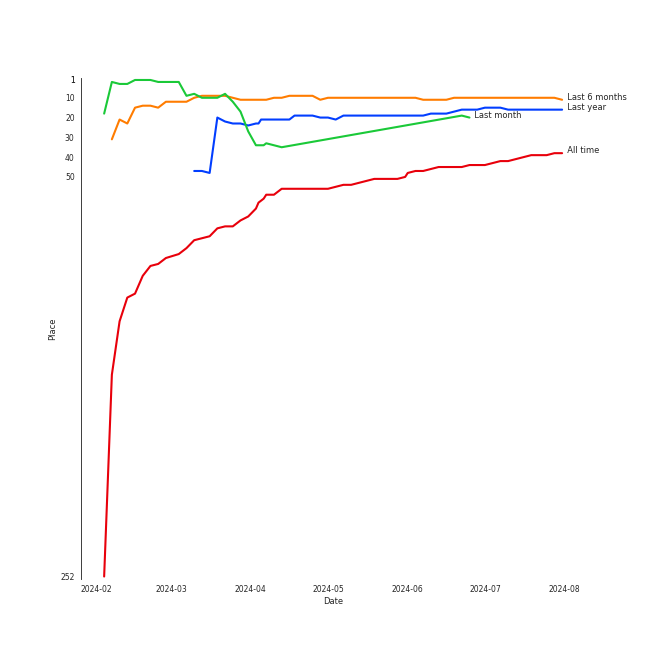 1
10
20
30
40
50
252
Place
2024-02
2024-03
2024-04
2024-05
2024-06
2024-07
2024-08
Date
Last 6 months
Last year
Last month
All time